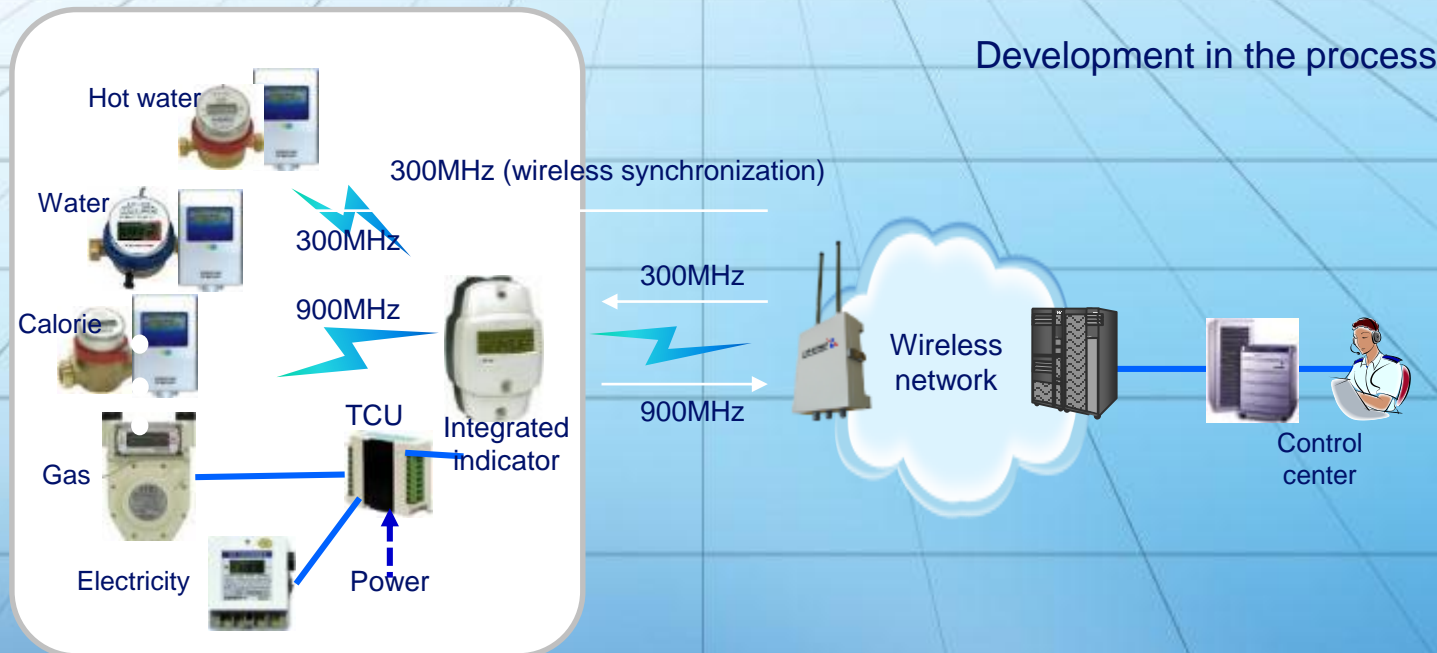 Development in the process
Hot water
300MHz (wireless synchronization)
Water
300MHz
300MHz
900MHz
Calorie
Wireless
network
900MHz
TCU
Integrated
indicator
Gas
Control
center
Electricity
Power